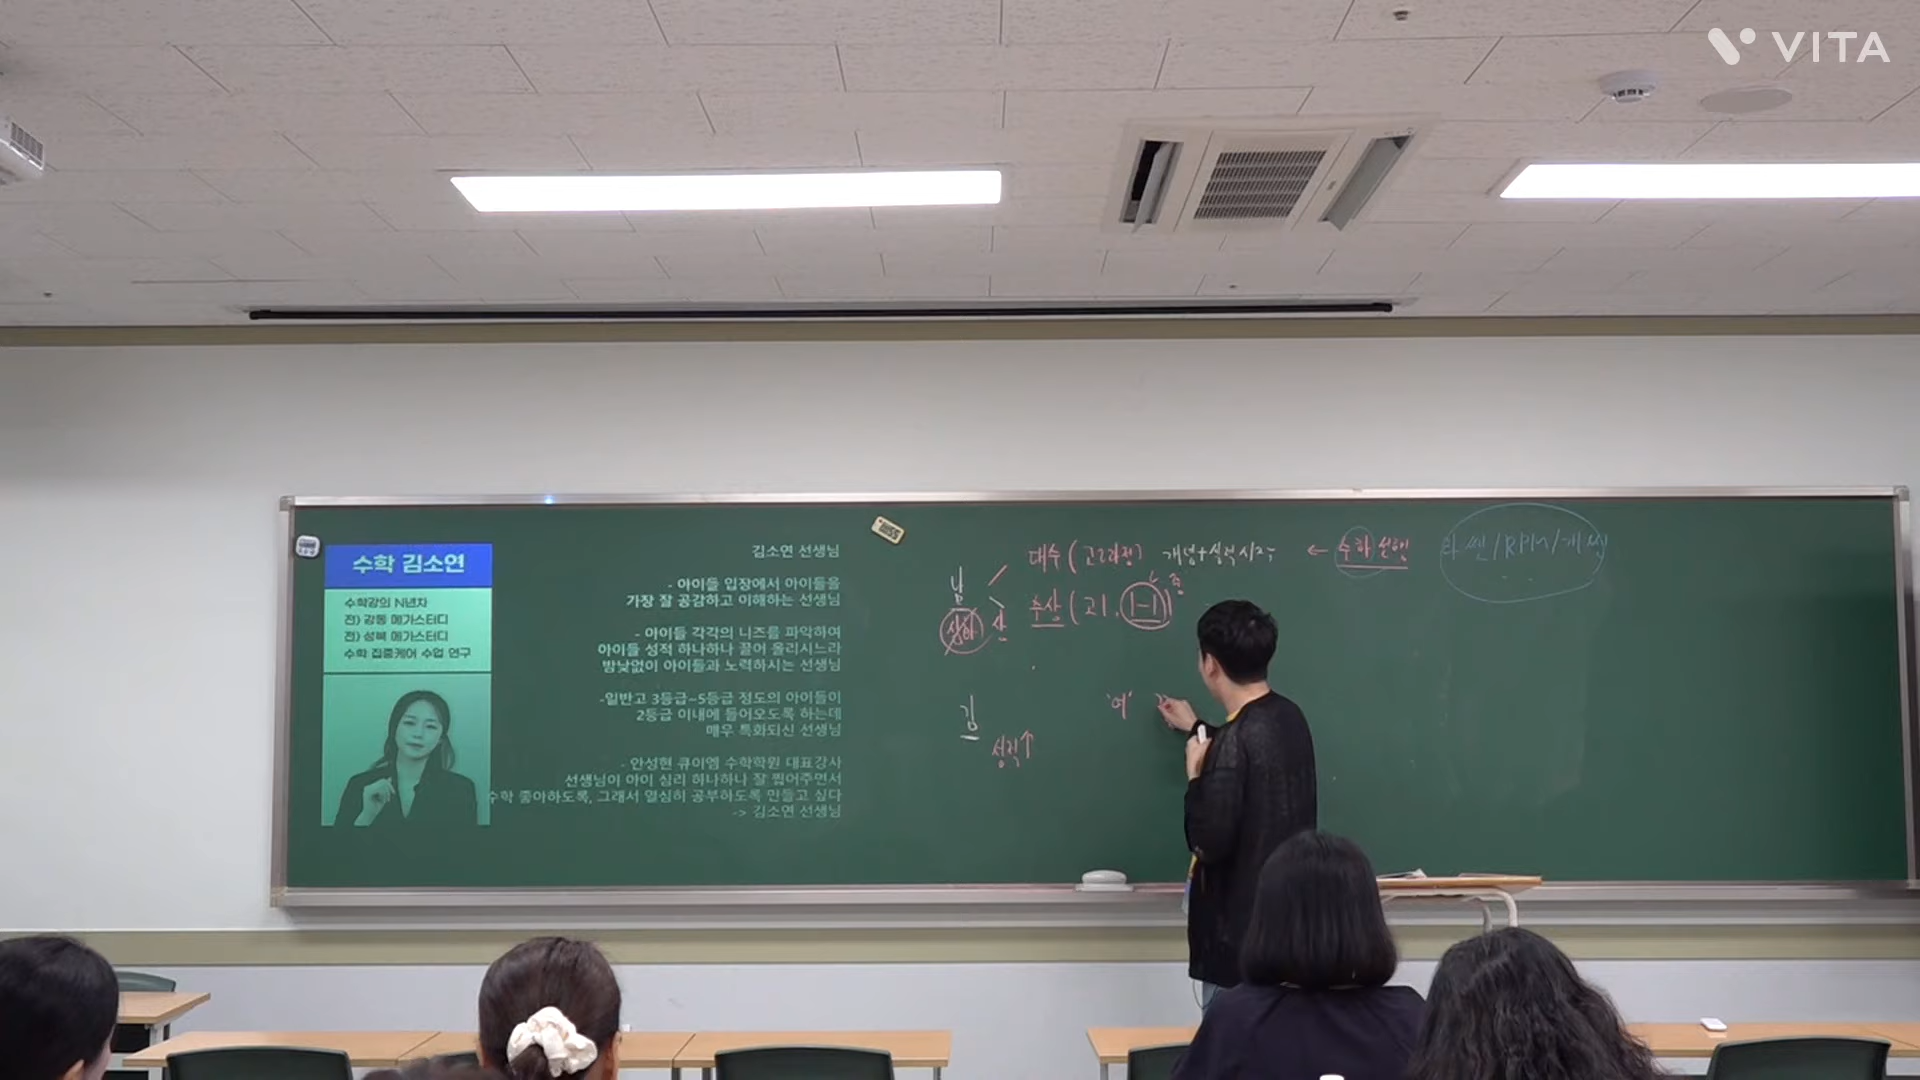 VITA
수학 김소연
수학강의 N년차
전) 강동 메가스터디
전) 성북 메가스터디
수학 집중케어 수업 연구
김소연 선생님
- 아이들 입장에서 아이들을
가장 잘 공감하고 이해하는 선생님
- 아이들 각각의 니즈를 파악하여
아이들 성적 하나하나 끌어 올리시느라
밤낮없이 아이들과 노력하시는 선생님
-일반고 3등급~5등급 정도의 아이들이
2등급 이내에 들어오도록 하는데
매우 특화되신 선생님
- 안성현 큐이엠 수학학원 대표강사
선생님이 아이 심리 하나하나 잘 짚어주면서
수학 좋아하도록, 그래서 열심히 공부하도록 만들고 싶다
-> 김소연 선생님
남
대수 (고2과정) 개념+실력 ← 수하 선행
수상 (고1, 1-1)
상
김
성적↑
'여'
라쎈/RPM/개쎈